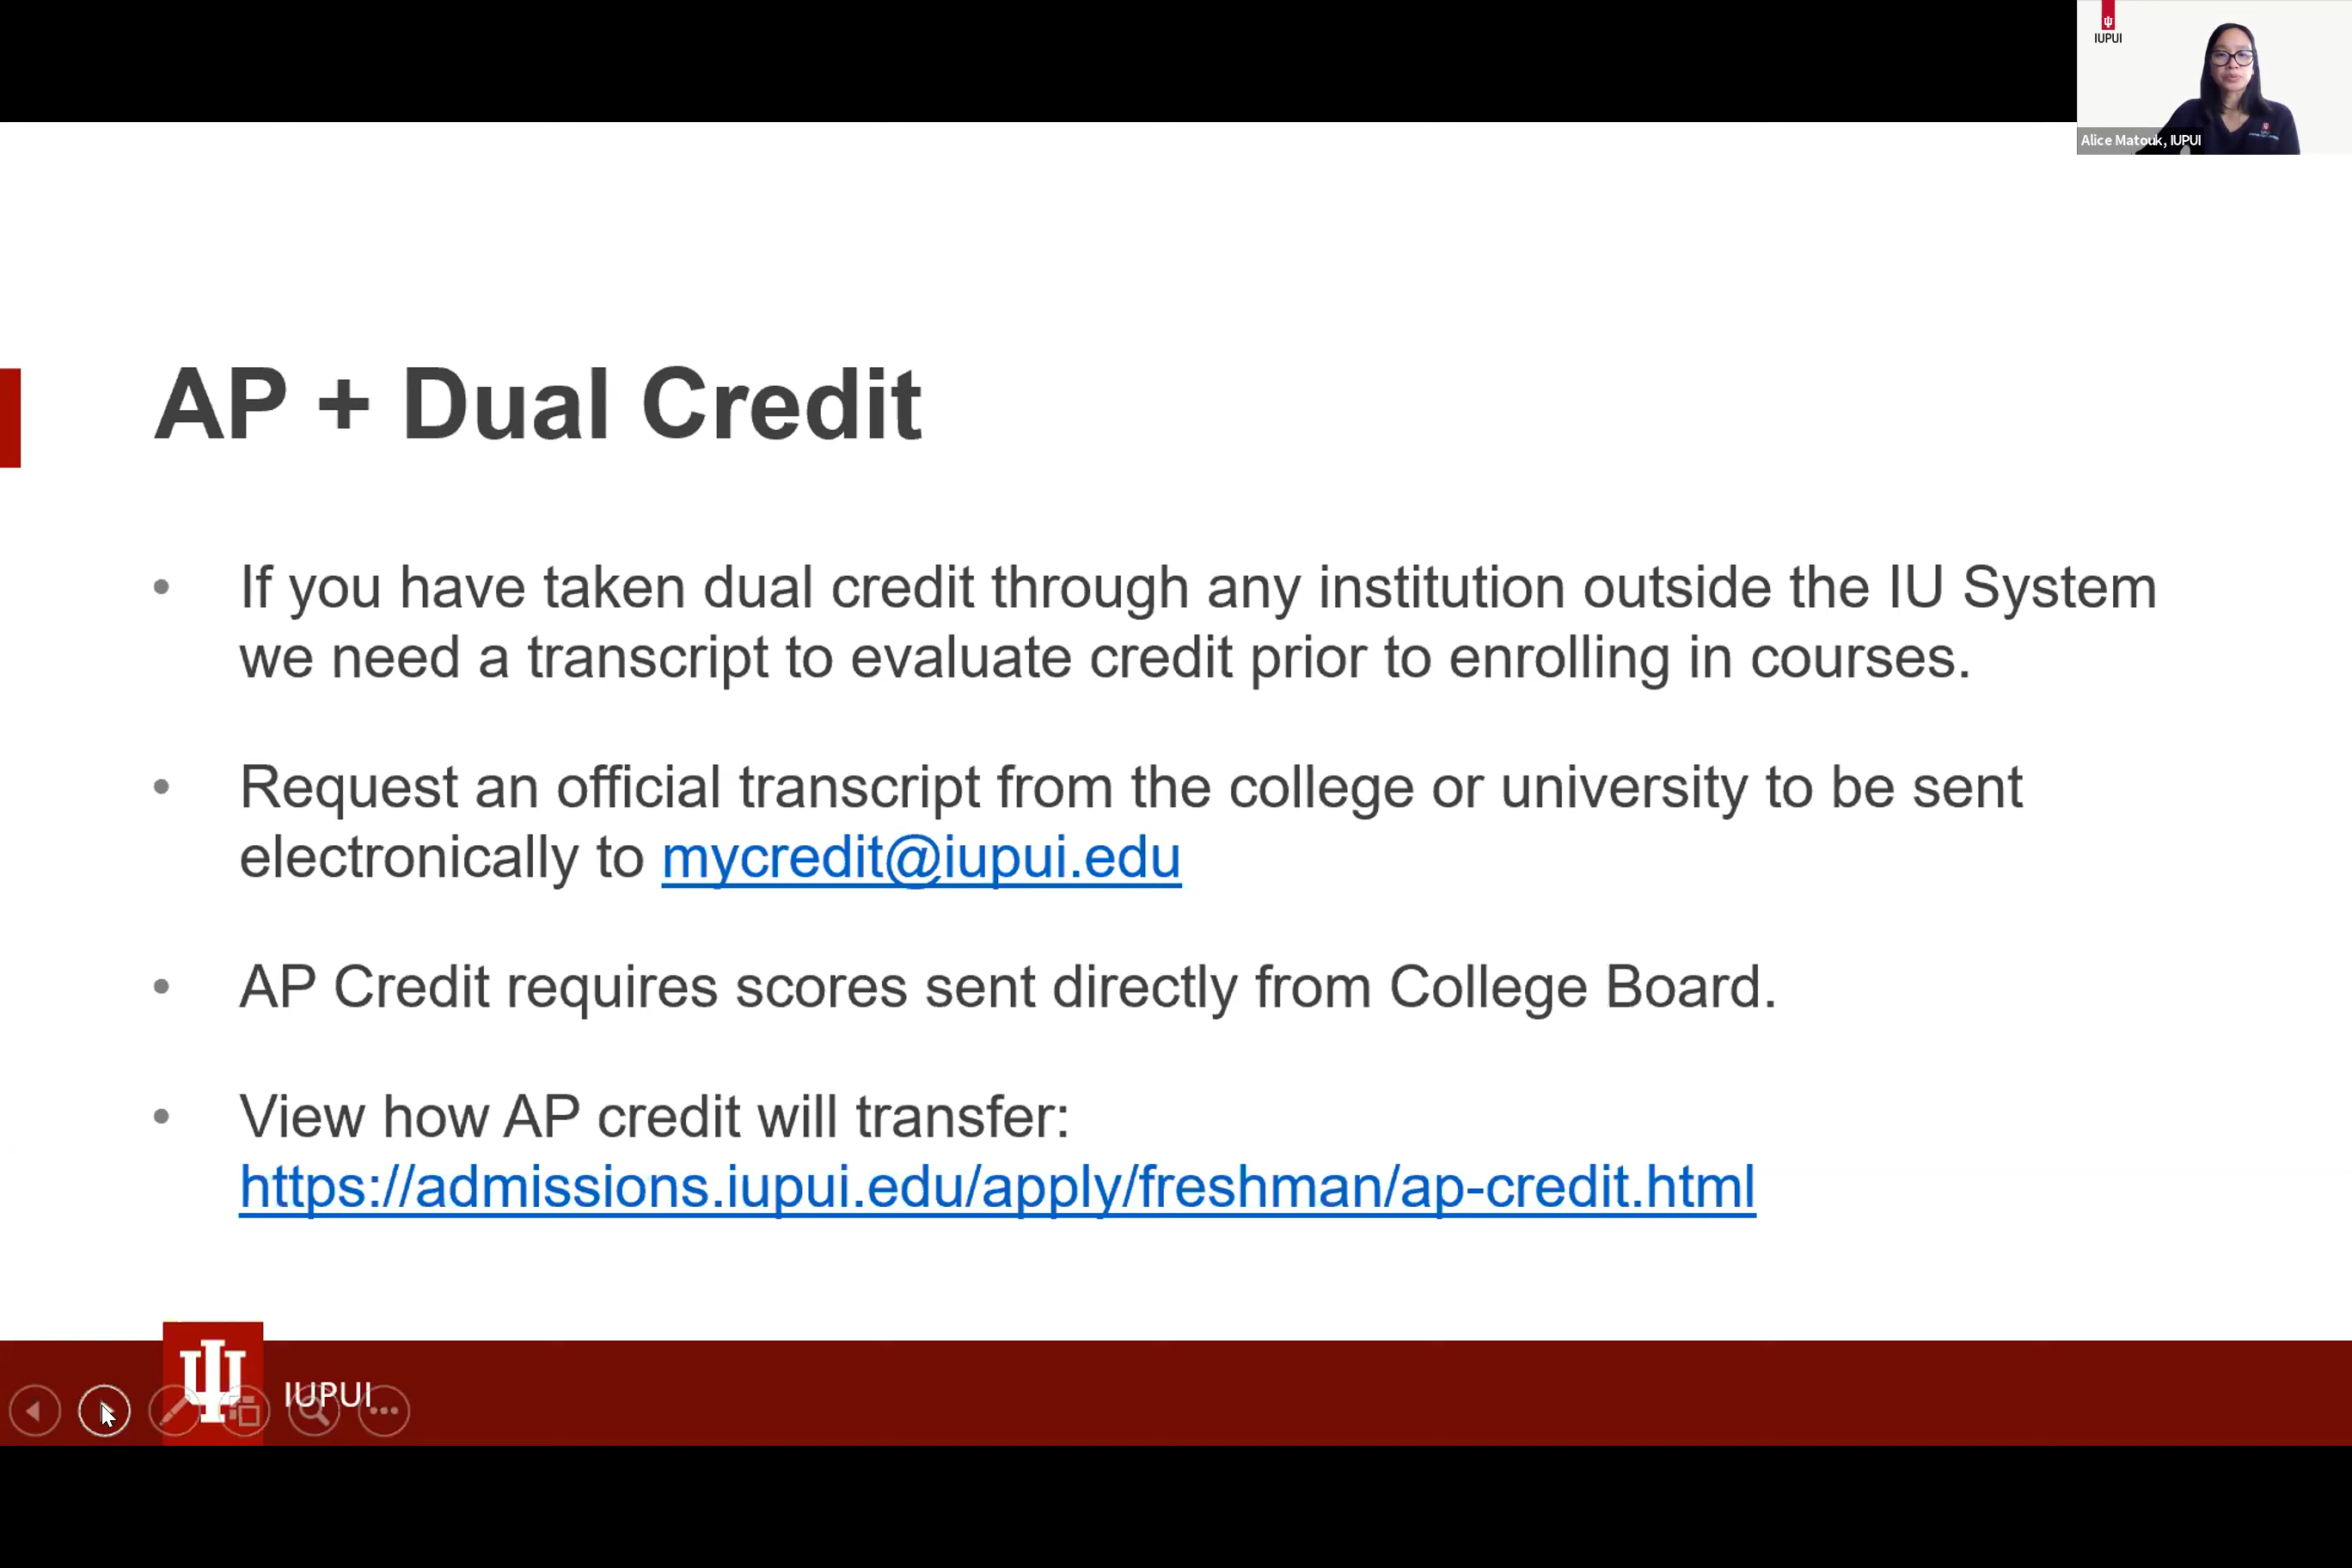 IUPUI
Alice Matouk, IUPUI
AP + Dual Credit
• If you have taken dual credit through any institution outside the IU System
we need a transcript to evaluate credit prior to enrolling in courses.
• Request an official transcript from the college or university to be sent
electronically to mycredit@iupui.edu
• AP Credit requires scores sent directly from College Board.
• View how AP credit will transfer:
https://admissions.iupui.edu/apply/freshman/ap-credit.html
IUPUI